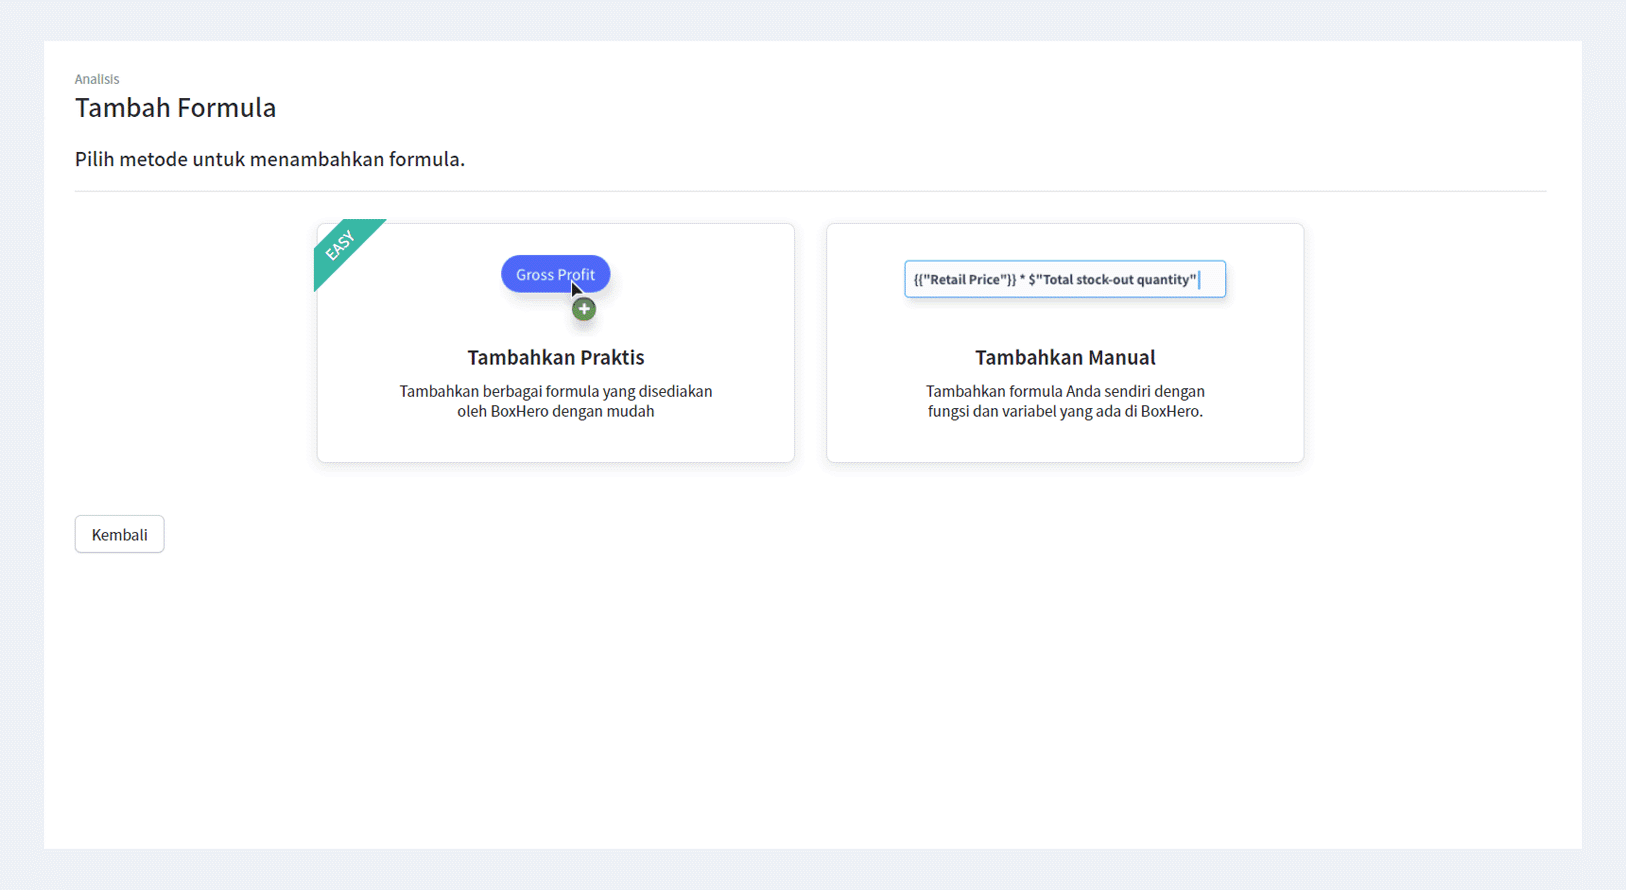 Analisis
Tambah Formula
Pilih metode untuk menambahkan formula.
EASY
Gross Profit
Tambahkan Praktis
Tambahkan berbagai formula yang disediakan
oleh BoxHero dengan mudah
{{"Retail Price"}} * $"Total stock-out quantity"
Tambahkan Manual
Tambahkan formula Anda sendiri dengan
fungsi dan variabel yang ada di BoxHero.
Kembali